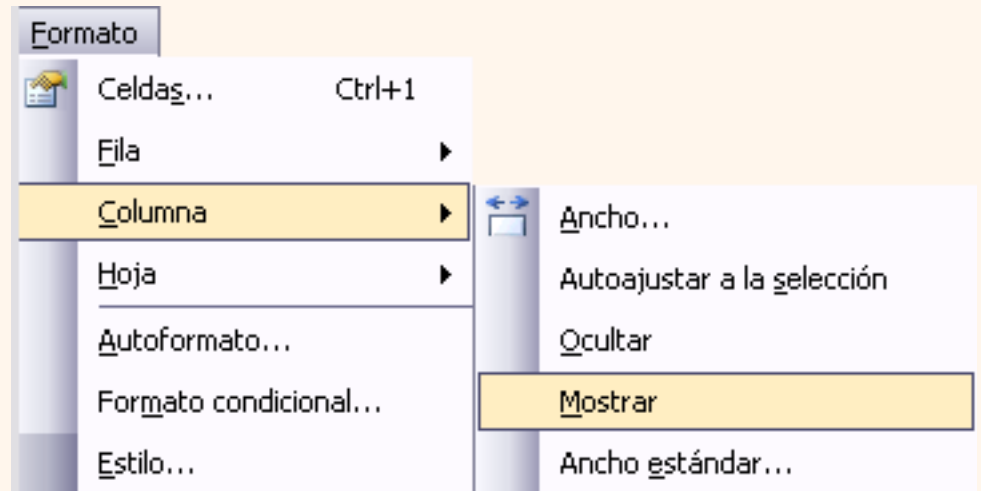 Formato
Celdas... Ctrl+1
Fila
Columna
Hoja
Autoformato...
Formato condicional...
Estilo...
Ancho...
Autoajustar a la selección
Ocultar
Mostrar
Ancho estándar...